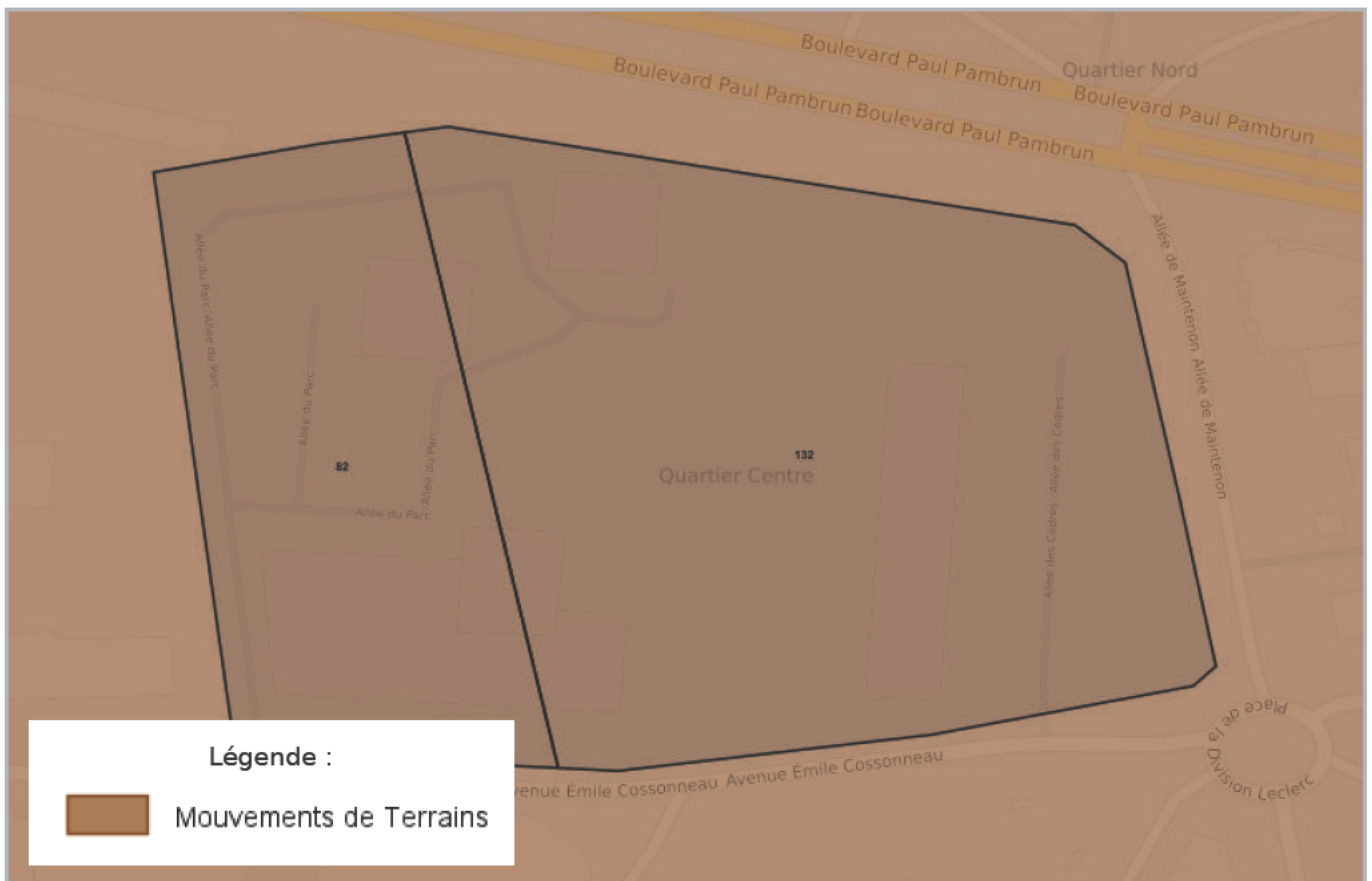 Boulevard Paul Pambrun
Quartier Nord
Boulevard Paul Pambrun
Boulevard Paul Pambrun
Boulevard Paul Pambrun
Allée de Maintenon
Allée de Maintenon
Allée du Parc
Allée du Parc
Allée du Parc
Allée du Parc
Allée du Parc
82
132
Quartier Centre
Allée des Cèdres
Allée des Cèdres
Place de la Division Leclerc
venue Émile Cossonneau
Avenue Émile Cossonneau
Légende :
Mouvements de Terrains